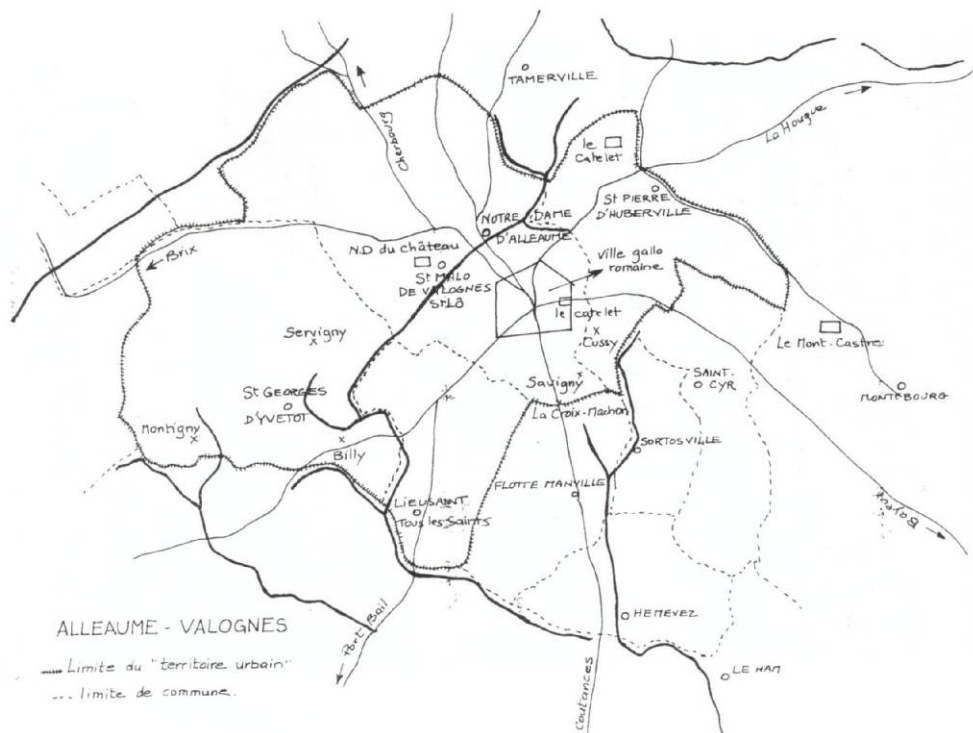 TAMERVILLE
Cherbourg
le
Catelet
La Hougue
St PIERRE
D'HUBERVILLE
NOTRE DAME
D'ALLEAUME
N.D du Château
St MALO
DE VALOGNES
St Lô
Ville gallo
romaine
Brix
le catelet
Cussy
Servigny
Le Mont-Castre
Savigny
SAINT-
CYR
MONTEBOURG
St GEORGES
D'YVETOT
La Croix-Machon
Montigny
Billy
SORTOSVILLE
FLOTTEMANVILLE
LIEUSAINT
Tous les Saints
Bayeux
HEMEVEZ
ALLEAUME - VALOGNES
Port-Bail
LE HAM
Limite du "territoire urbain"
limite de commune.
Coutances